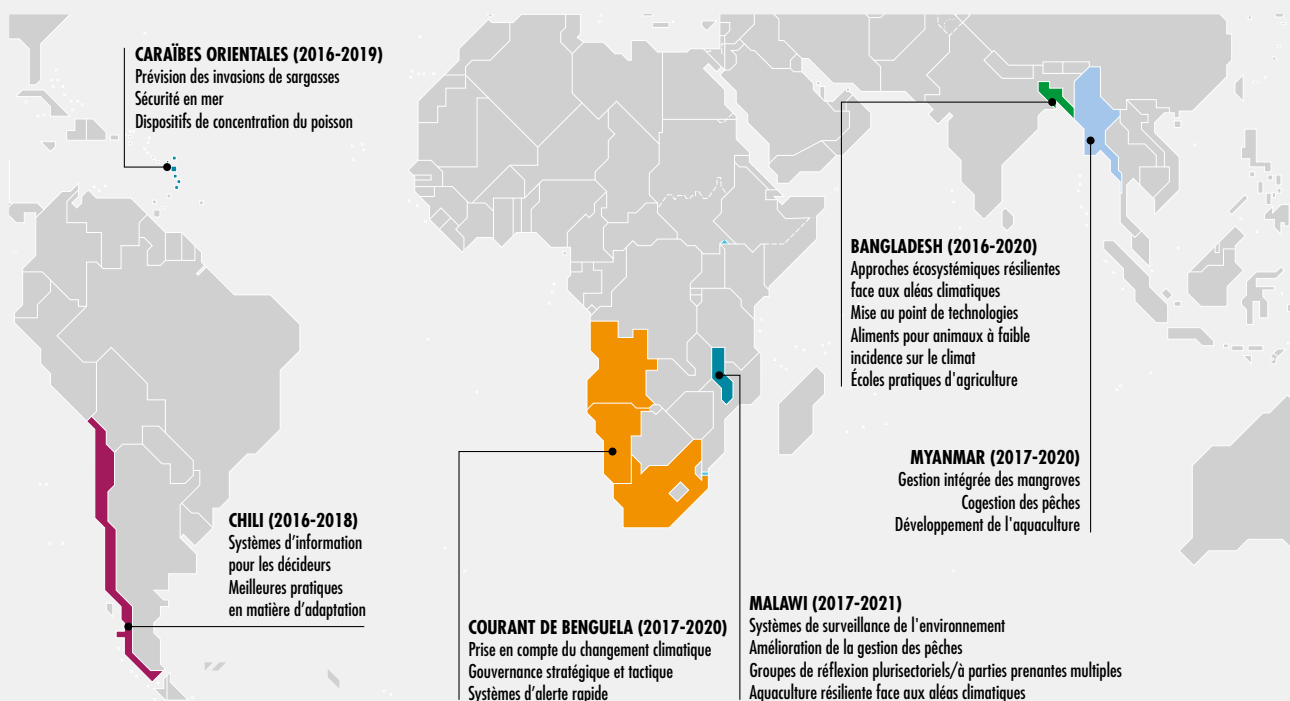 CARAÏBES ORIENTALES (2016-2019)
Prévision des invasions de sargasses
Sécurité en mer
Dispositifs de concentration du poisson
BANGLADESH (2016-2020)
Approches écosystémiques résilientes
face aux aléas climatiques
Mise au point de technologies
Aliments pour animaux à faible
incidence sur le climat
Écoles pratiques d'agriculture
MYANMAR (2017-2020)
Gestion intégrée des mangroves
Cogestion des pêches
Développement de l'aquaculture
CHILI (2016-2018)
Systèmes d’information
pour les décideurs
Meilleures pratiques
en matière d’adaptation
COURANT DE BENGUELA (2017-2020)
Prise en compte du changement climatique
Gouvernance stratégique et tactique
Systèmes d’alerte rapide
MALAWI (2017-2021)
Systèmes de surveillance de l'environnement
Amélioration de la gestion des pêches
Groupes de réflexion plurisectoriels/à parties prenantes multiples
Aquaculture résiliente face aux aléas climatiques